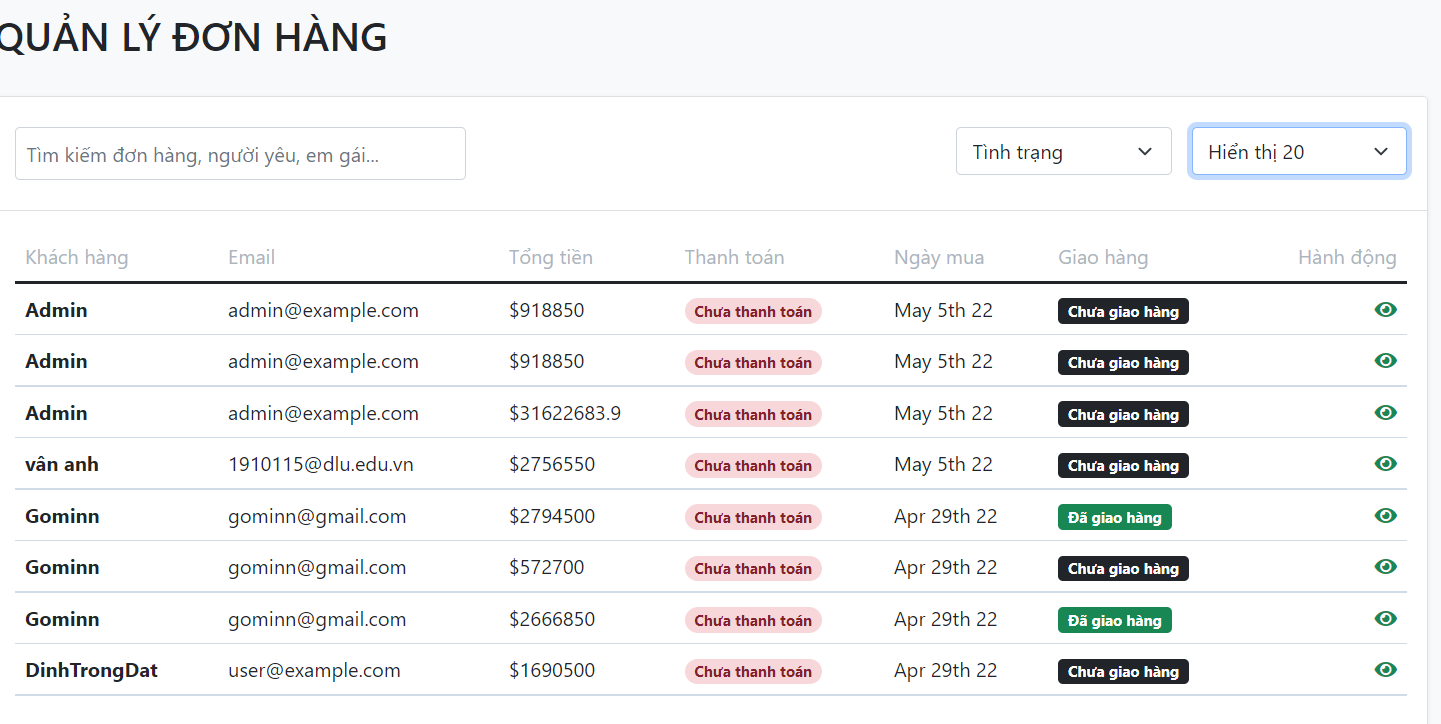 QUẢN LÝ ĐƠN HÀNG
Tìm kiếm đơn hàng, người yêu, em gái... Tình trạng Hiển thị 20
Khách hàng Email Tổng tiền Thanh toán Ngày mua Giao hàng Hành động
Admin admin@example.com $918850 Chưa thanh toán May 5th 22 Chưa giao hàng
Admin admin@example.com $918850 Chưa thanh toán May 5th 22 Chưa giao hàng
Admin admin@example.com $31622683.9 Chưa thanh toán May 5th 22 Chưa giao hàng
vân anh 1910115@dlu.edu.vn $2756550 Chưa thanh toán May 5th 22 Chưa giao hàng
Gominn gominn@gmail.com $2794500 Chưa thanh toán Apr 29th 22 Đã giao hàng
Gominn gominn@gmail.com $572700 Chưa thanh toán Apr 29th 22 Chưa giao hàng
Gominn gominn@gmail.com $2666850 Chưa thanh toán Apr 29th 22 Đã giao hàng
DinhTrongDat user@example.com $1690500 Chưa thanh toán Apr 29th 22 Chưa giao hàng